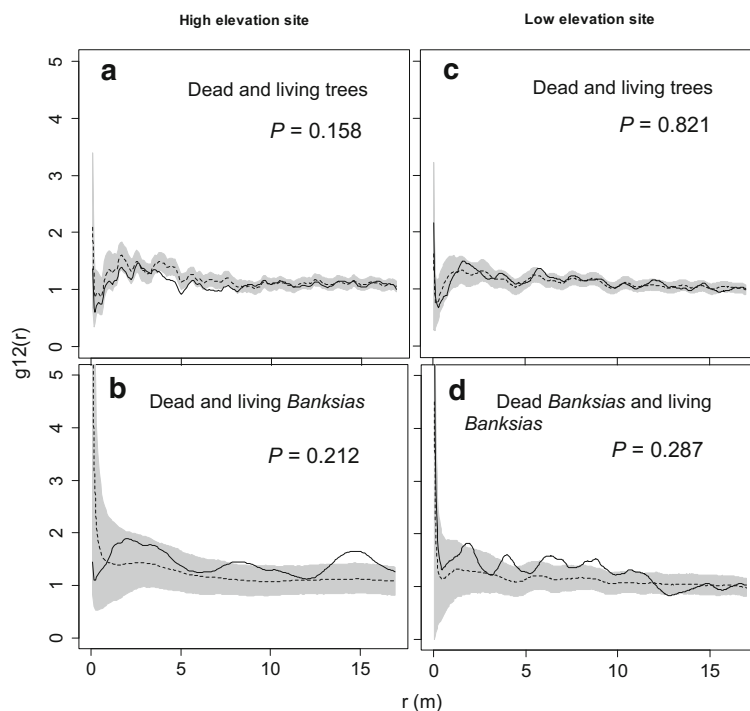 High elevation site
Low elevation site
a
Dead and living trees
P = 0.158
c
Dead and living trees
P = 0.821
b
Dead and living Banksias
P = 0.212
d
Dead Banksias and living
Banksias
P = 0.287
g12(r)
5
4
3
2
1
0
5
4
3
2
1
0
0 5 10 15
0 5 10 15
r (m)